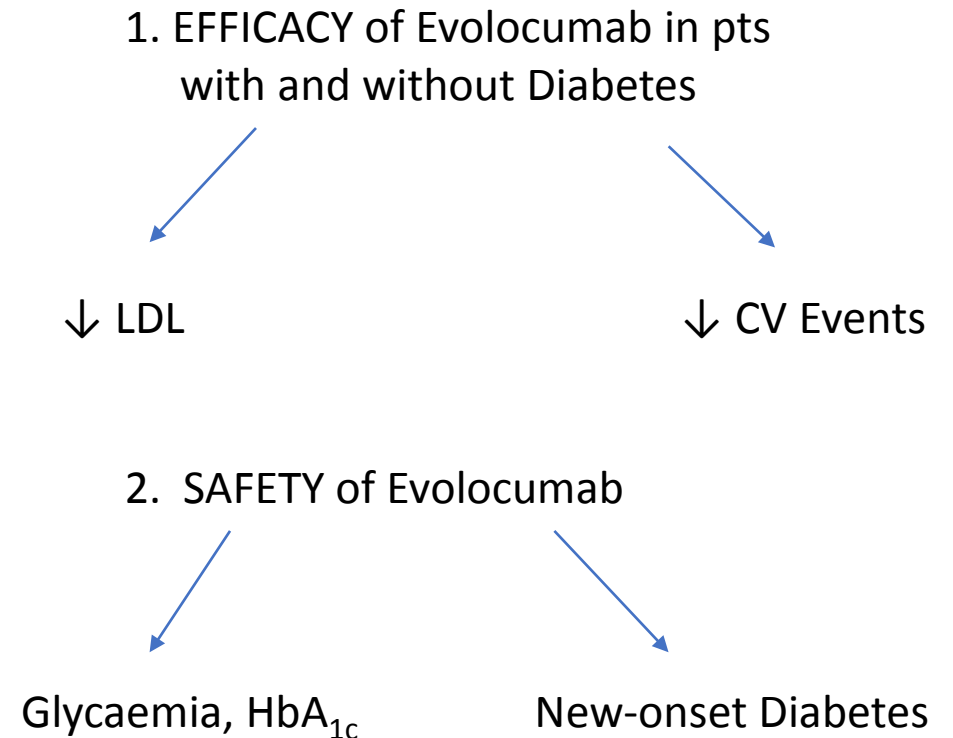 1. EFFICACY of Evolocumab in pts
with and without Diabetes
↓ LDL
↓ CV Events
2. SAFETY of Evolocumab
Glycaemia, HbA1c
New-onset Diabetes